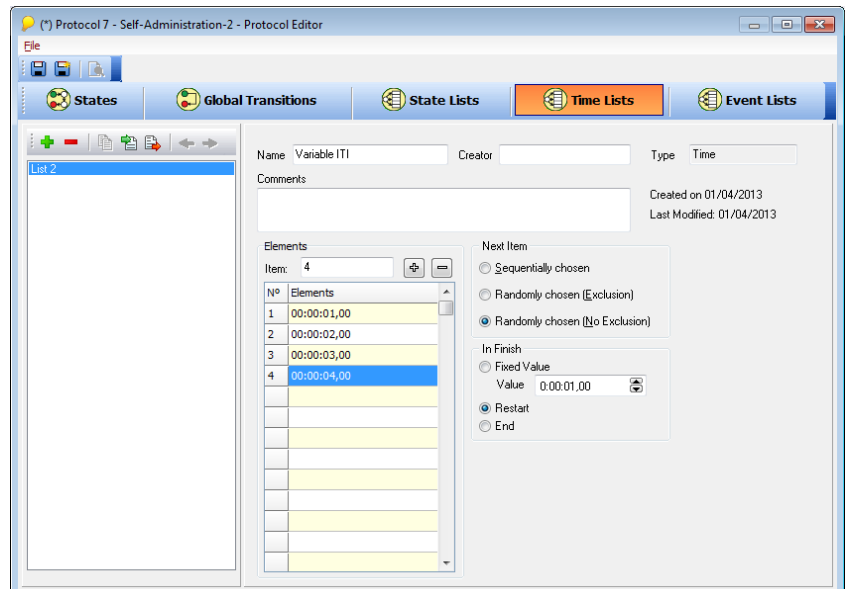 (*) Protocol 7 - Self-Administration-2 - Protocol Editor
File
States Global Transitions State Lists Time Lists Event Lists
List 2
Name Variable ITI Creator Type Time
Comments
Created on 01/04/2013
Last Modified: 01/04/2013
Elements
Item: 4
Nº Elements
1 00:00:01,00
2 00:00:02,00
3 00:00:03,00
4 00:00:04,00
Next Item
Sequentially chosen
Randomly chosen (Exclusion)
Randomly chosen (No Exclusion)
In Finish
Fixed Value
Value 0:00:01,00
Restart
End